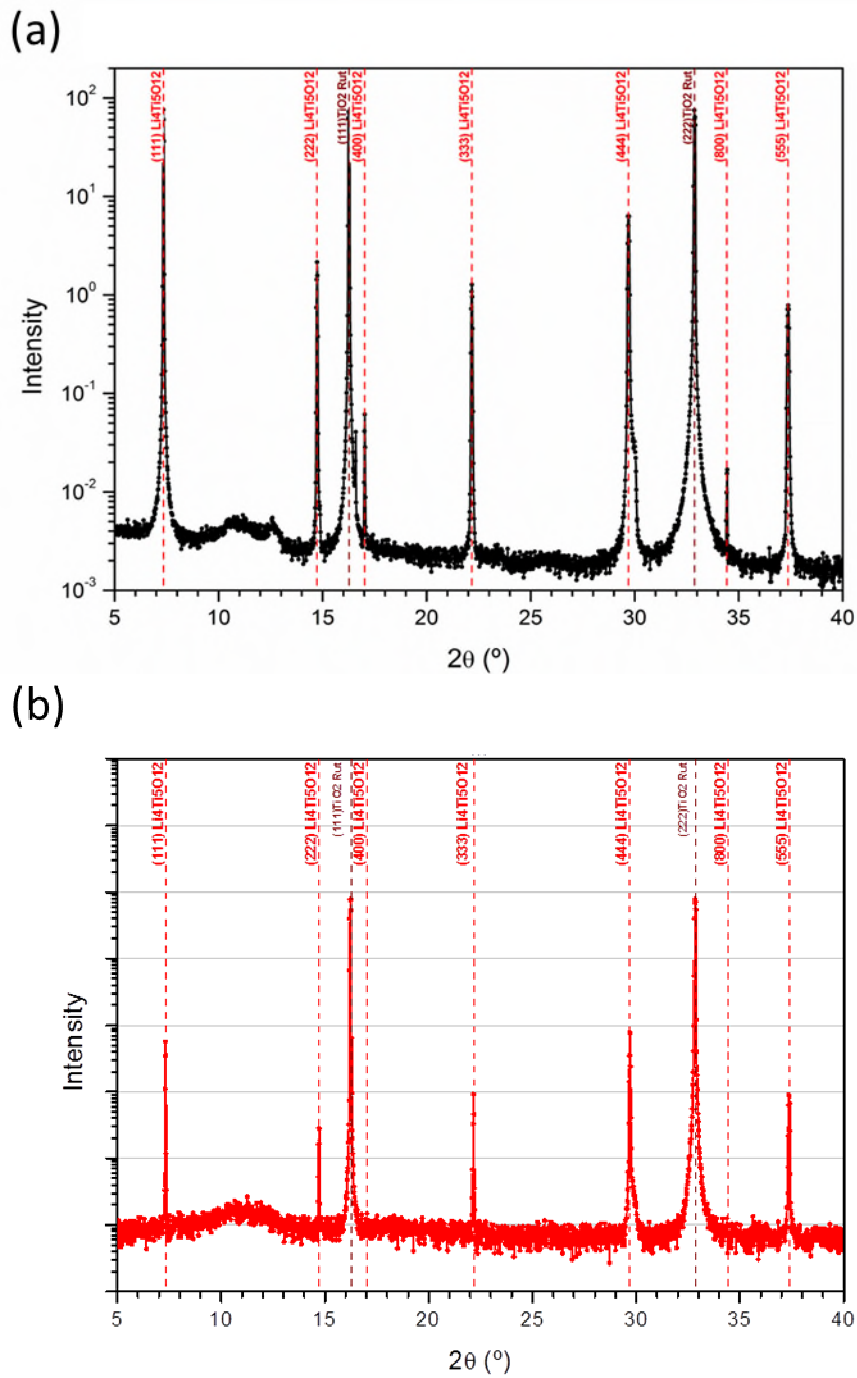 (a)
(111) Li4Ti5O12
(222) Li4Ti5O12
(111)TiO2 Rut
(400) Li4Ti5O12
(333) Li4Ti5O12
(444) Li4Ti5O12
(222)TiO2 Rut
(800) Li4Ti5O12
(555) Li4Ti5O12
10²
10¹
10⁰
10⁻¹
10⁻²
10⁻³
Intensity
5 10 15 20 25 30 35 40
2θ (º)
(b)
(111) Li4Ti5O12
(222) Li4Ti5O12
(111)TiO2 Rut
(400) Li4Ti5O12
(333) Li4Ti5O12
(444) Li4Ti5O12
(222)TiO2 Rut
(800) Li4Ti5O12
(555) Li4Ti5O12
Intensity
5 10 15 20 25 30 35 40
2θ (º)